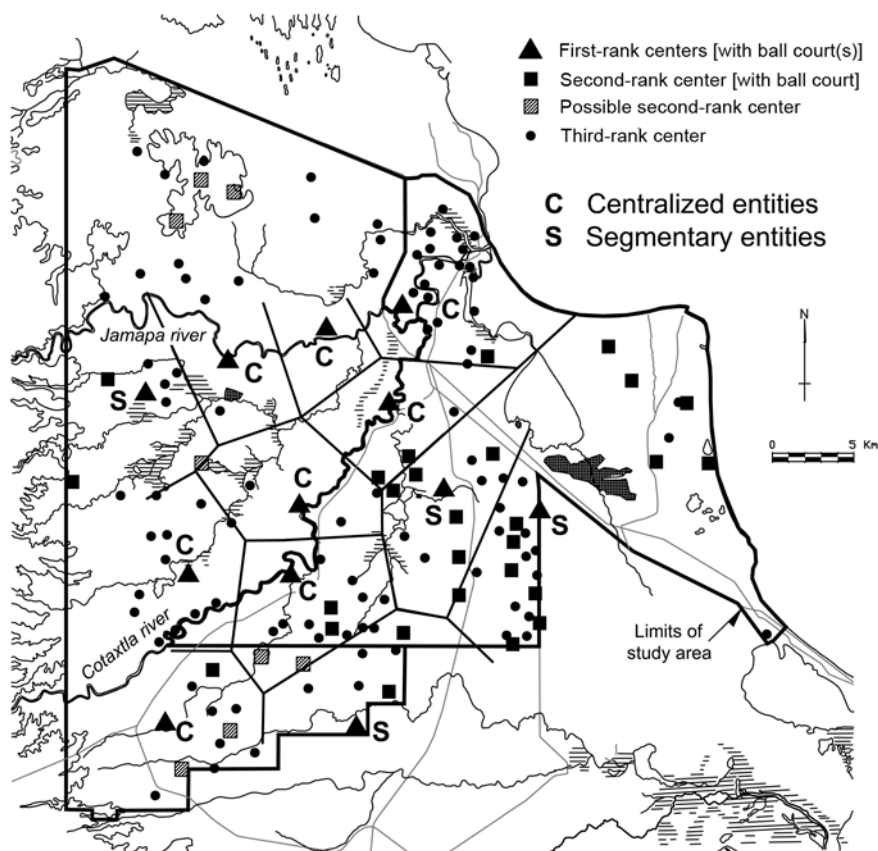 First-rank centers [with ball court(s)]
Second-rank center [with ball court]
Possible second-rank center
Third-rank center
C Centralized entities
S Segmentary entities
N
Jamapa river
C
C
C
S
C
0 5 Km
C
S
S
C
C
Cotaxtla river
Limits of
study area
C
S